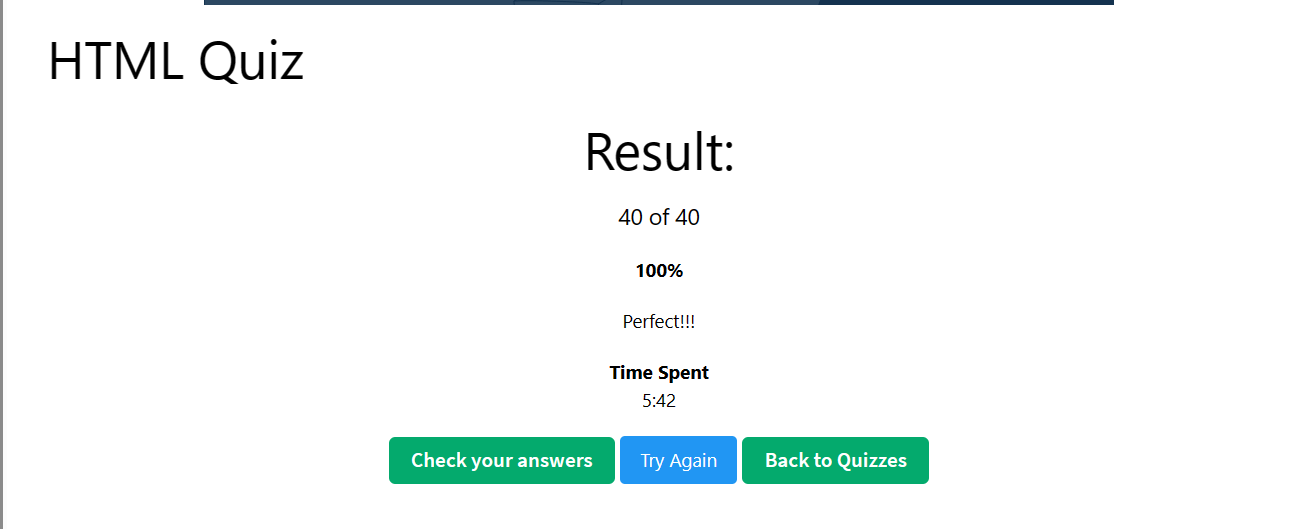 HTML Quiz
Result:
40 of 40
100%
Perfect!!!
Time Spent
5:42
Check your answers Try Again Back to Quizzes